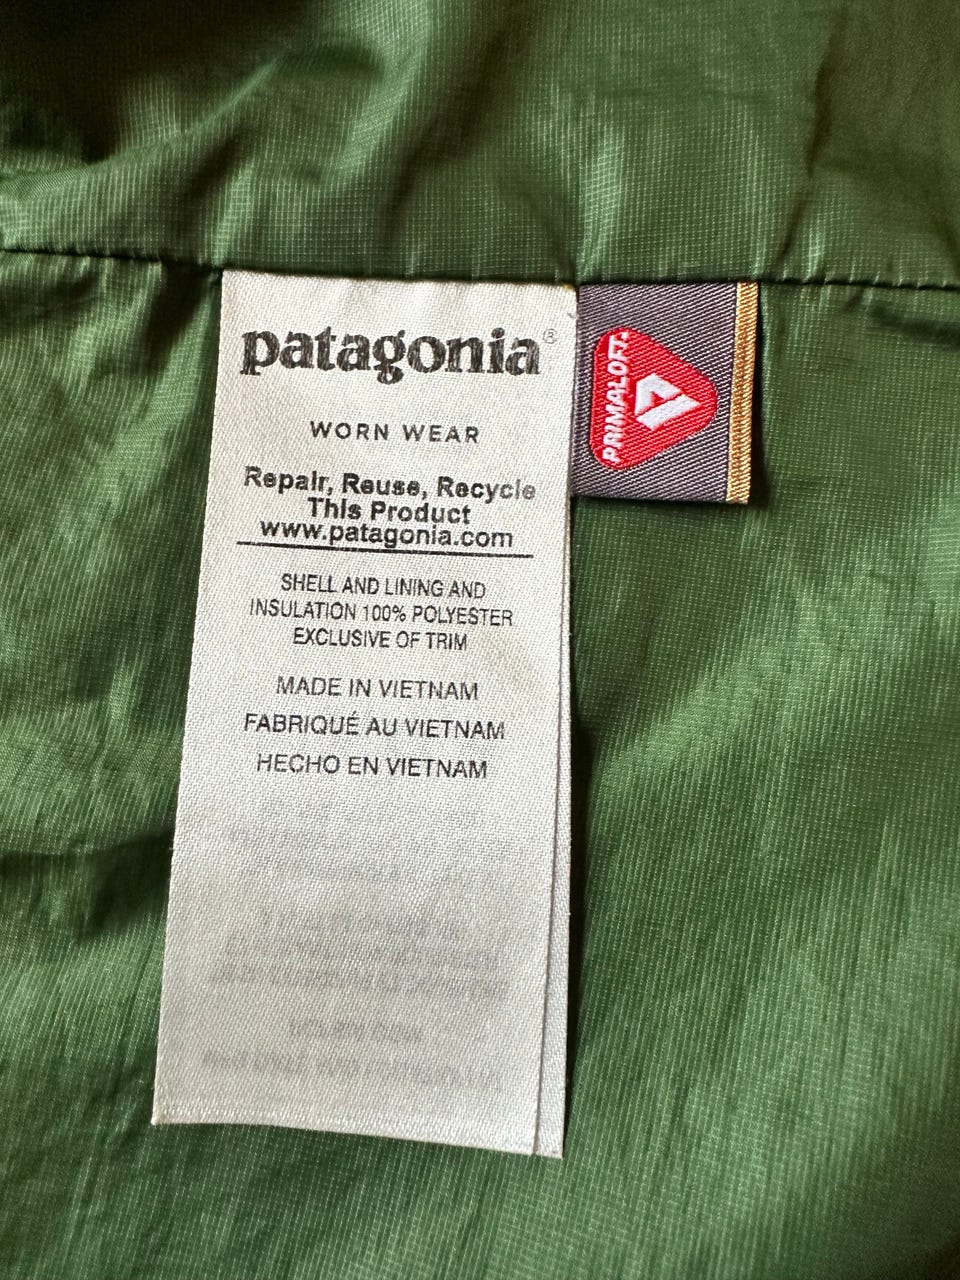 patagonia®
WORN WEAR
Repair, Reuse, Recycle
This Product
www.patagonia.com
SHELL AND LINING AND
INSULATION 100% POLYESTER
EXCLUSIVE OF TRIM
MADE IN VIETNAM
FABRIQUÉ AU VIETNAM
HECHO EN VIETNAM
PRIMALOFT